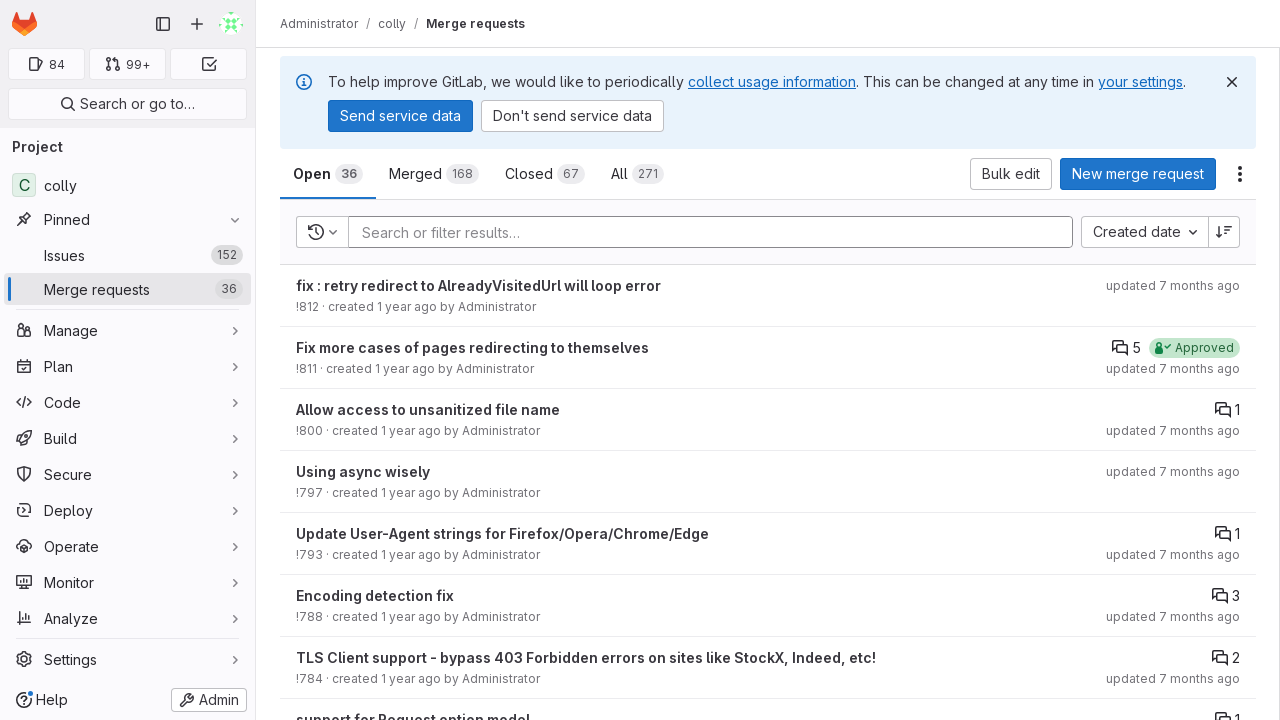 Administrator / colly / Merge requests
84
99+
Search or go to…
Project
C colly
Pinned
Issues 152
Merge requests 36
Manage
Plan
Code
Build
Secure
Deploy
Operate
Monitor
Analyze
Settings
Help
Admin
To help improve GitLab, we would like to periodically collect usage information. This can be changed at any time in your settings.
Send service data
Don't send service data
Open 36
Merged 168
Closed 67
All 271
Bulk edit
New merge request
Search or filter results…
Created date
fix : retry redirect to AlreadyVisitedUrl will loop error
!812 · created 1 year ago by Administrator
updated 7 months ago
Fix more cases of pages redirecting to themselves
5 Approved
!811 · created 1 year ago by Administrator
updated 7 months ago
Allow access to unsanitized file name
1
!800 · created 1 year ago by Administrator
updated 7 months ago
Using async wisely
!797 · created 1 year ago by Administrator
updated 7 months ago
Update User-Agent strings for Firefox/Opera/Chrome/Edge
1
!793 · created 1 year ago by Administrator
updated 7 months ago
Encoding detection fix
3
!788 · created 1 year ago by Administrator
updated 7 months ago
TLS Client support - bypass 403 Forbidden errors on sites like StockX, Indeed, etc!
2
!784 · created 1 year ago by Administrator
updated 7 months ago
support for Request option model
1